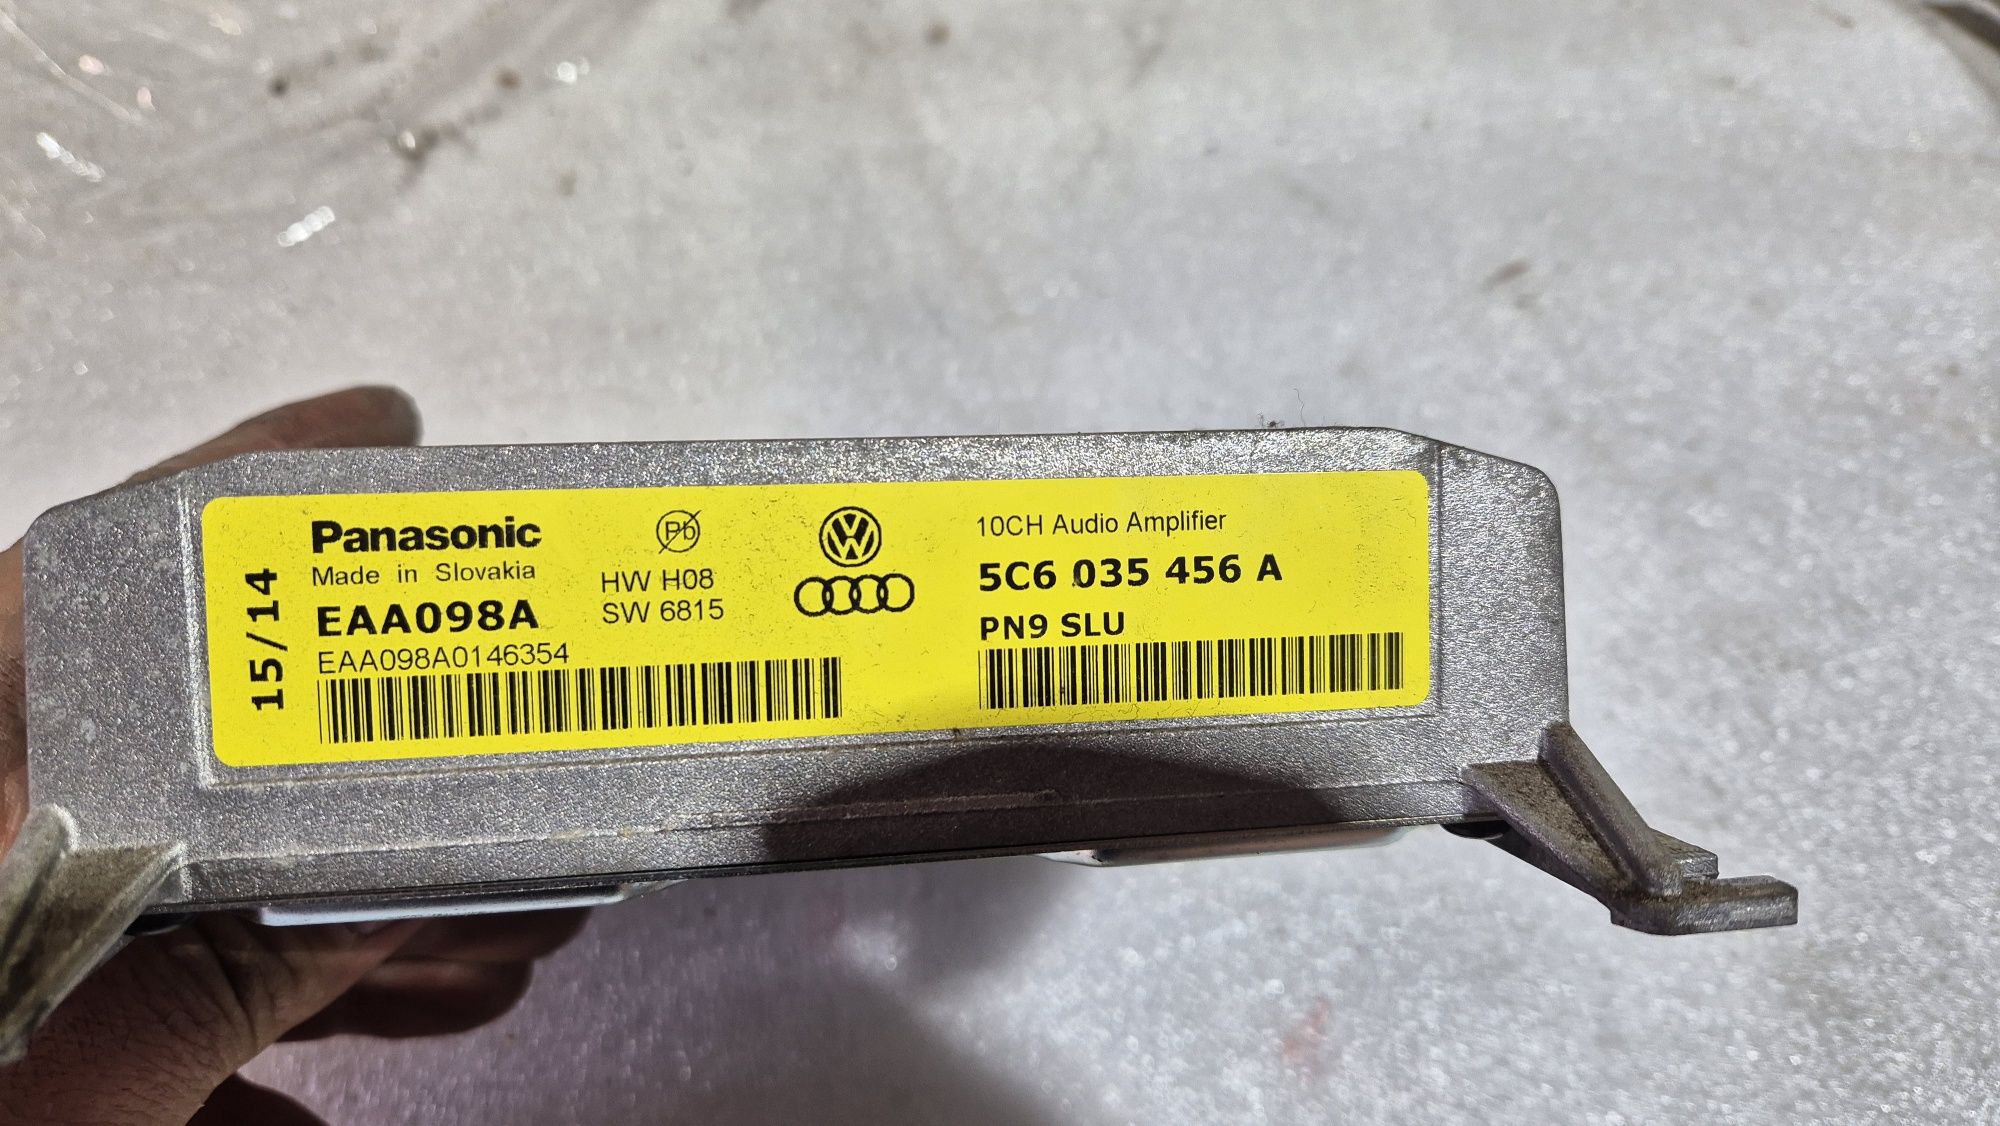 15/14
Panasonic
Made in Slovakia
EAA098A
EAA098A0146354
Pb
HW H08
SW 6815
VW
10CH Audio Amplifier
5C6 035 456 A
PN9 SLU